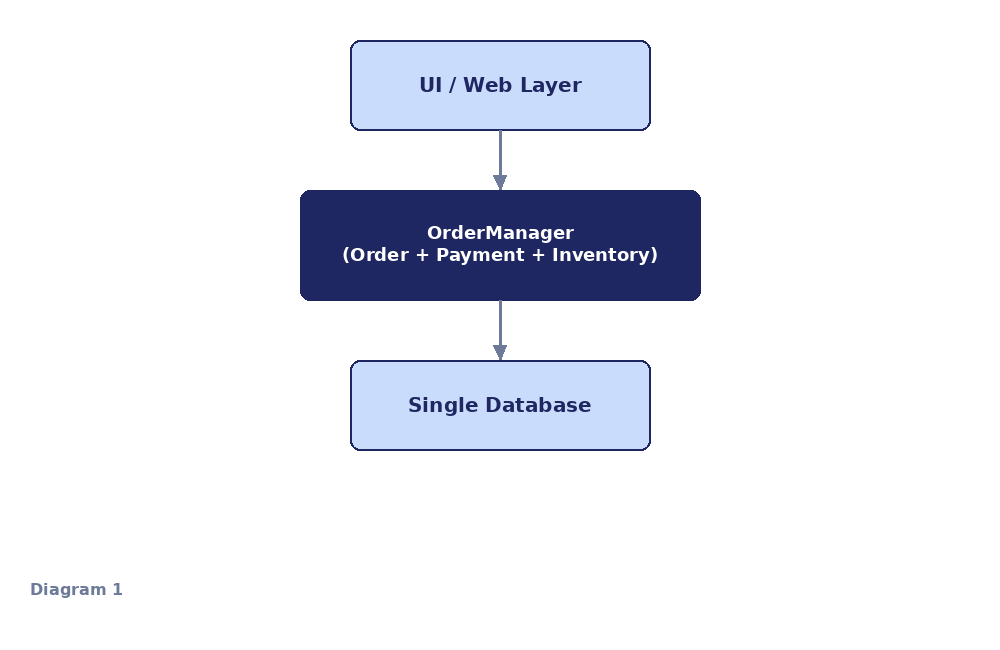 UI / Web Layer
OrderManager
(Order + Payment + Inventory)
Single Database
Diagram 1